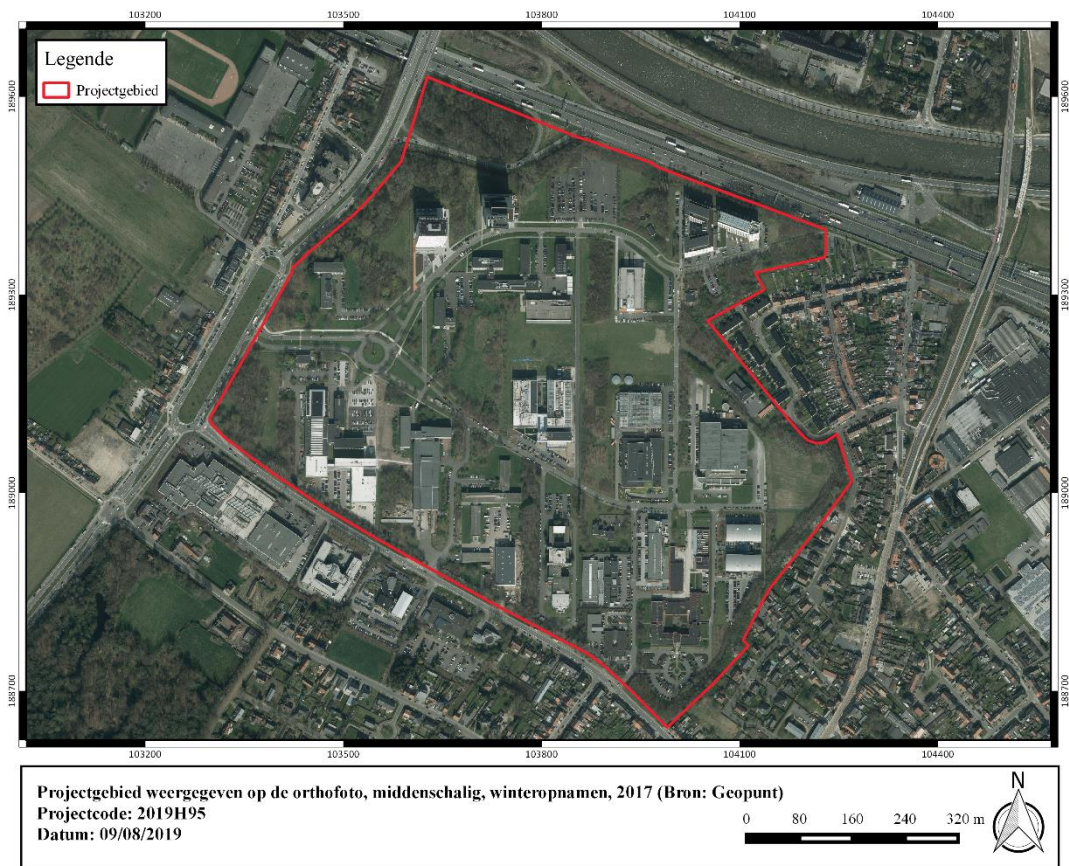 103200 103500 103800 104100 104400
Legende
Projectgebied
189600 189600
189300 189300
189000 189000
188700 188700
103200 103500 103800 104100 104400
Projectgebied weergegeven op de orthofoto, middenschalig, winteropnamen, 2017 (Bron: Geopunt)
Projectcode: 2019H95
Datum: 09/08/2019
0 80 160 240 320 m
N